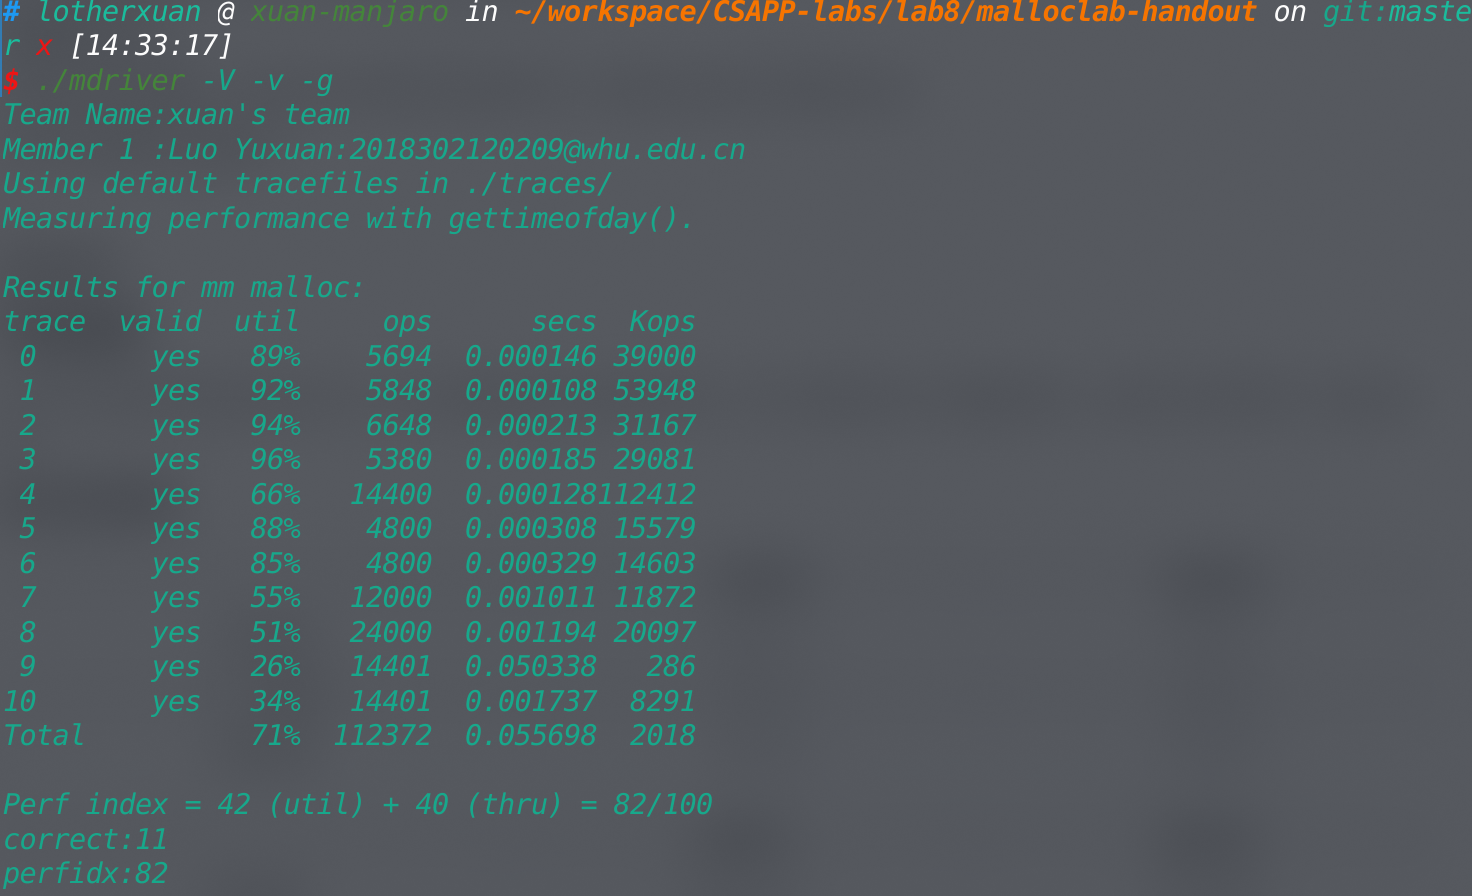 # lotherxuan @ xuan-manjaro in ~/workspace/CSAPP-labs/lab8/malloclab-handout on git:maste
r x [14:33:17]
$ ./mdriver -V -v -g
Team Name:xuan's team
Member 1 :Luo Yuxuan:2018302120209@whu.edu.cn
Using default tracefiles in ./traces/
Measuring performance with gettimeofday().

Results for mm malloc:
trace  valid  util     ops      secs  Kops
 0       yes   89%    5694  0.000146 39000
 1       yes   92%    5848  0.000108 53948
 2       yes   94%    6648  0.000213 31167
 3       yes   96%    5380  0.000185 29081
 4       yes   66%   14400  0.000128112412
 5       yes   88%    4800  0.000308 15579
 6       yes   85%    4800  0.000329 14603
 7       yes   55%   12000  0.001011 11872
 8       yes   51%   24000  0.001194 20097
 9       yes   26%   14401  0.050338   286
10       yes   34%   14401  0.001737  8291
Total          71%  112372  0.055698  2018

Perf index = 42 (util) + 40 (thru) = 82/100
correct:11
perfidx:82